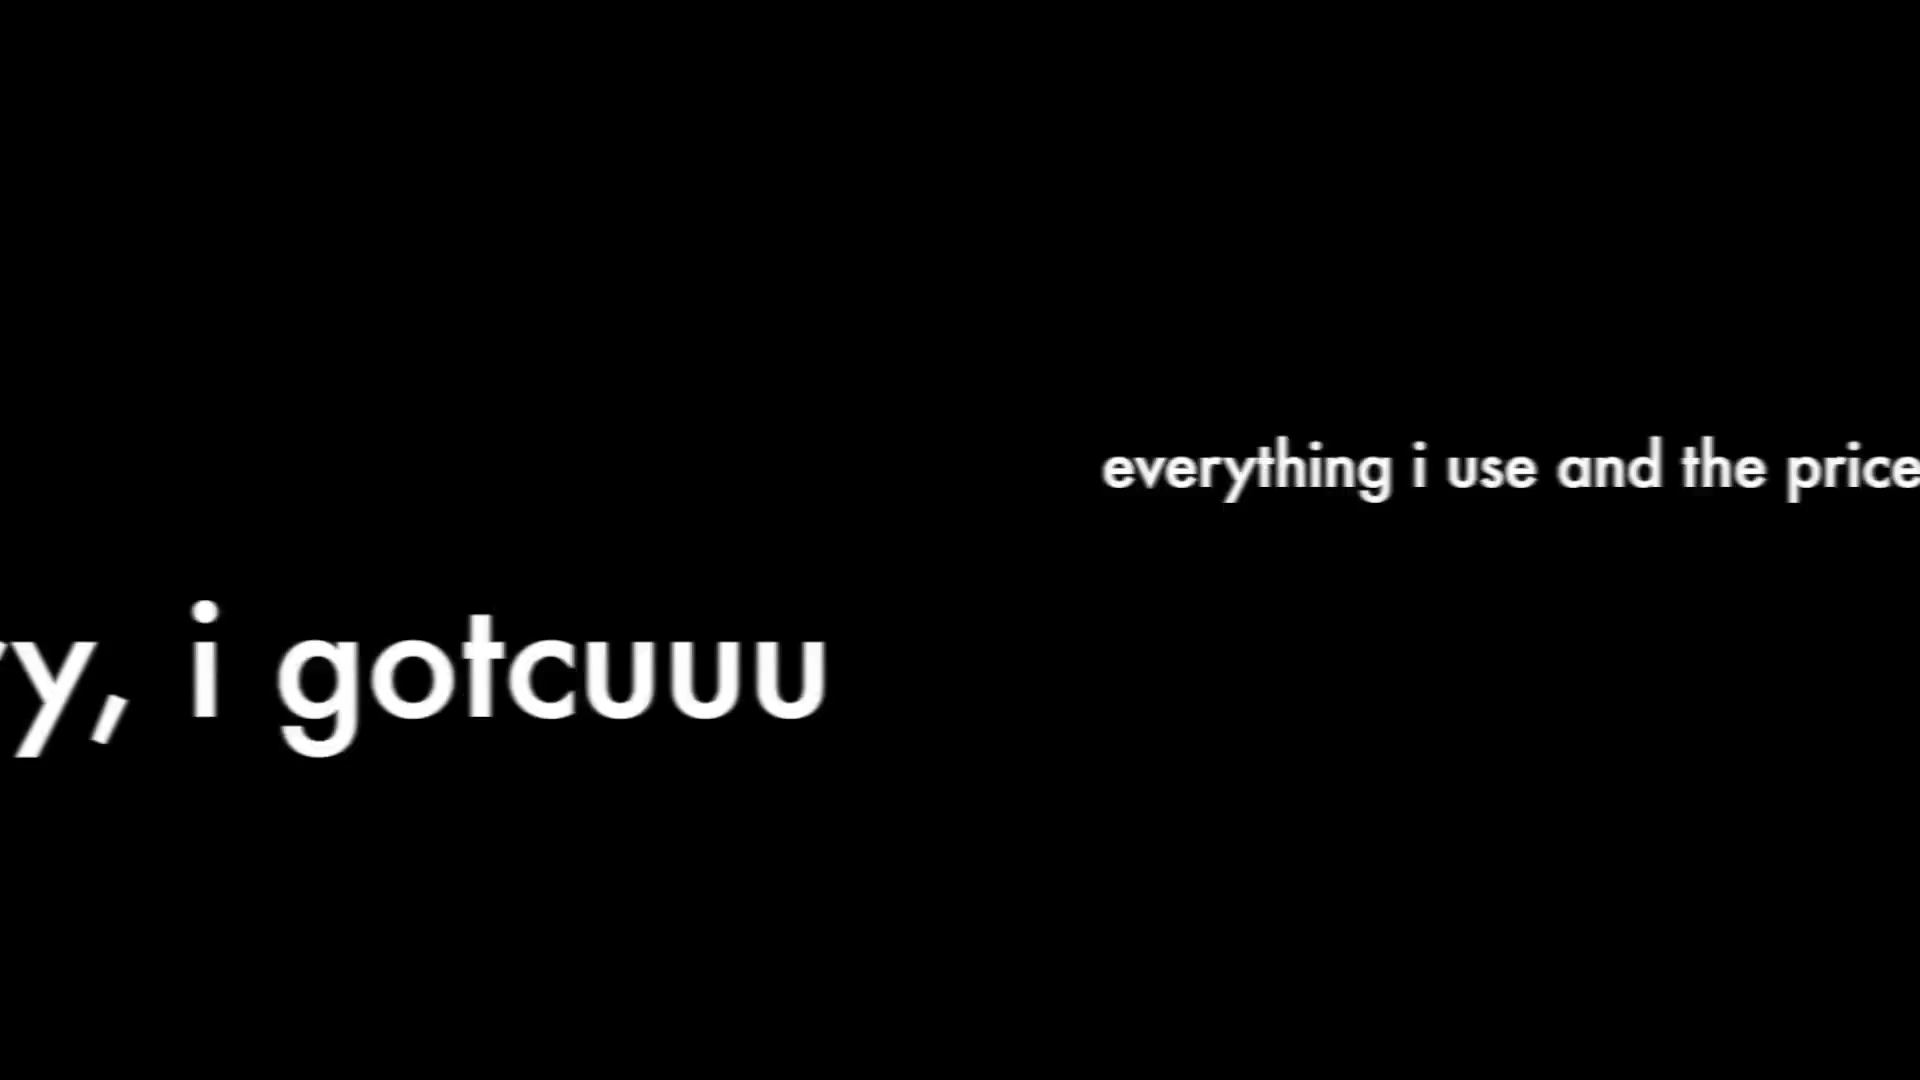 everything i use and the price
y, i gotcuuu